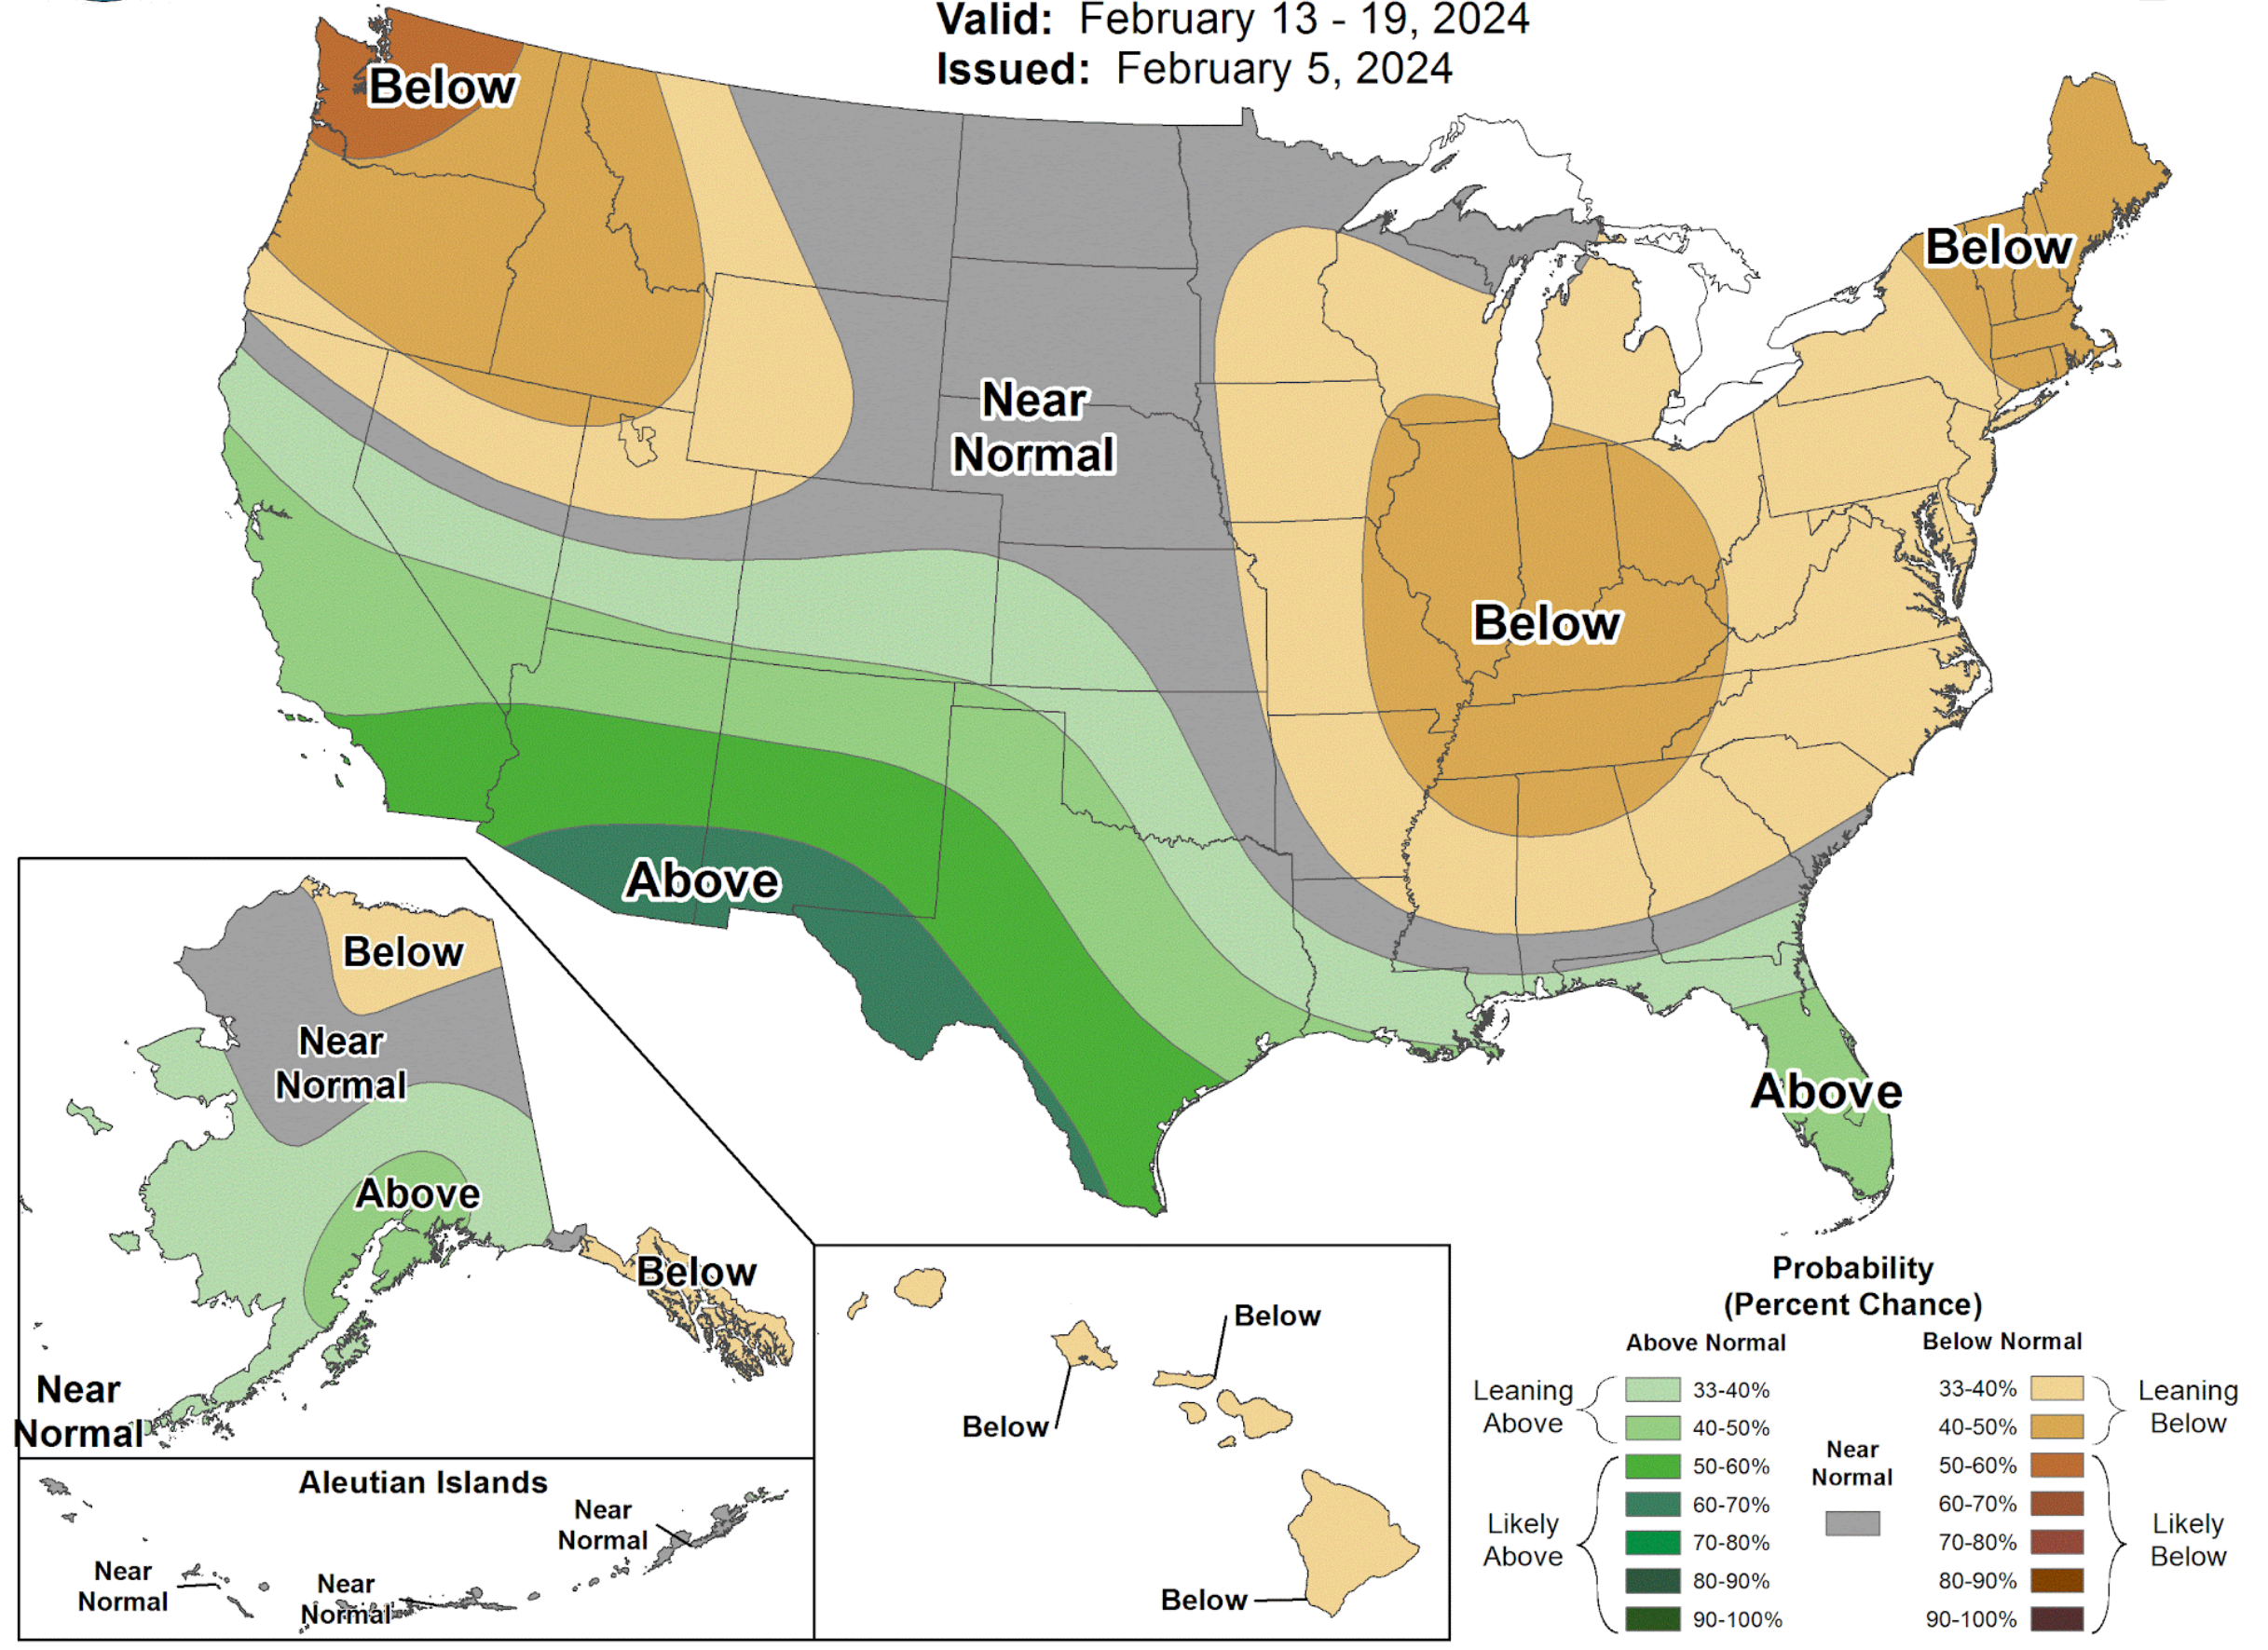 Valid: February 13 - 19, 2024
Issued: February 5, 2024
Below
Below
Near
Normal
Below
Above
Above
Below
Near
Normal
Above
Below
Near
Normal
Aleutian Islands
Near
Normal
Near
Normal
Near
Normal
Below
Below
Below
Probability
(Percent Chance)
Above Normal
Below Normal
Leaning
Above
33-40%
40-50%
Likely
Above
50-60%
60-70%
70-80%
80-90%
90-100%
Near
Normal
33-40%
40-50%
Leaning
Below
50-60%
60-70%
70-80%
80-90%
90-100%
Likely
Below